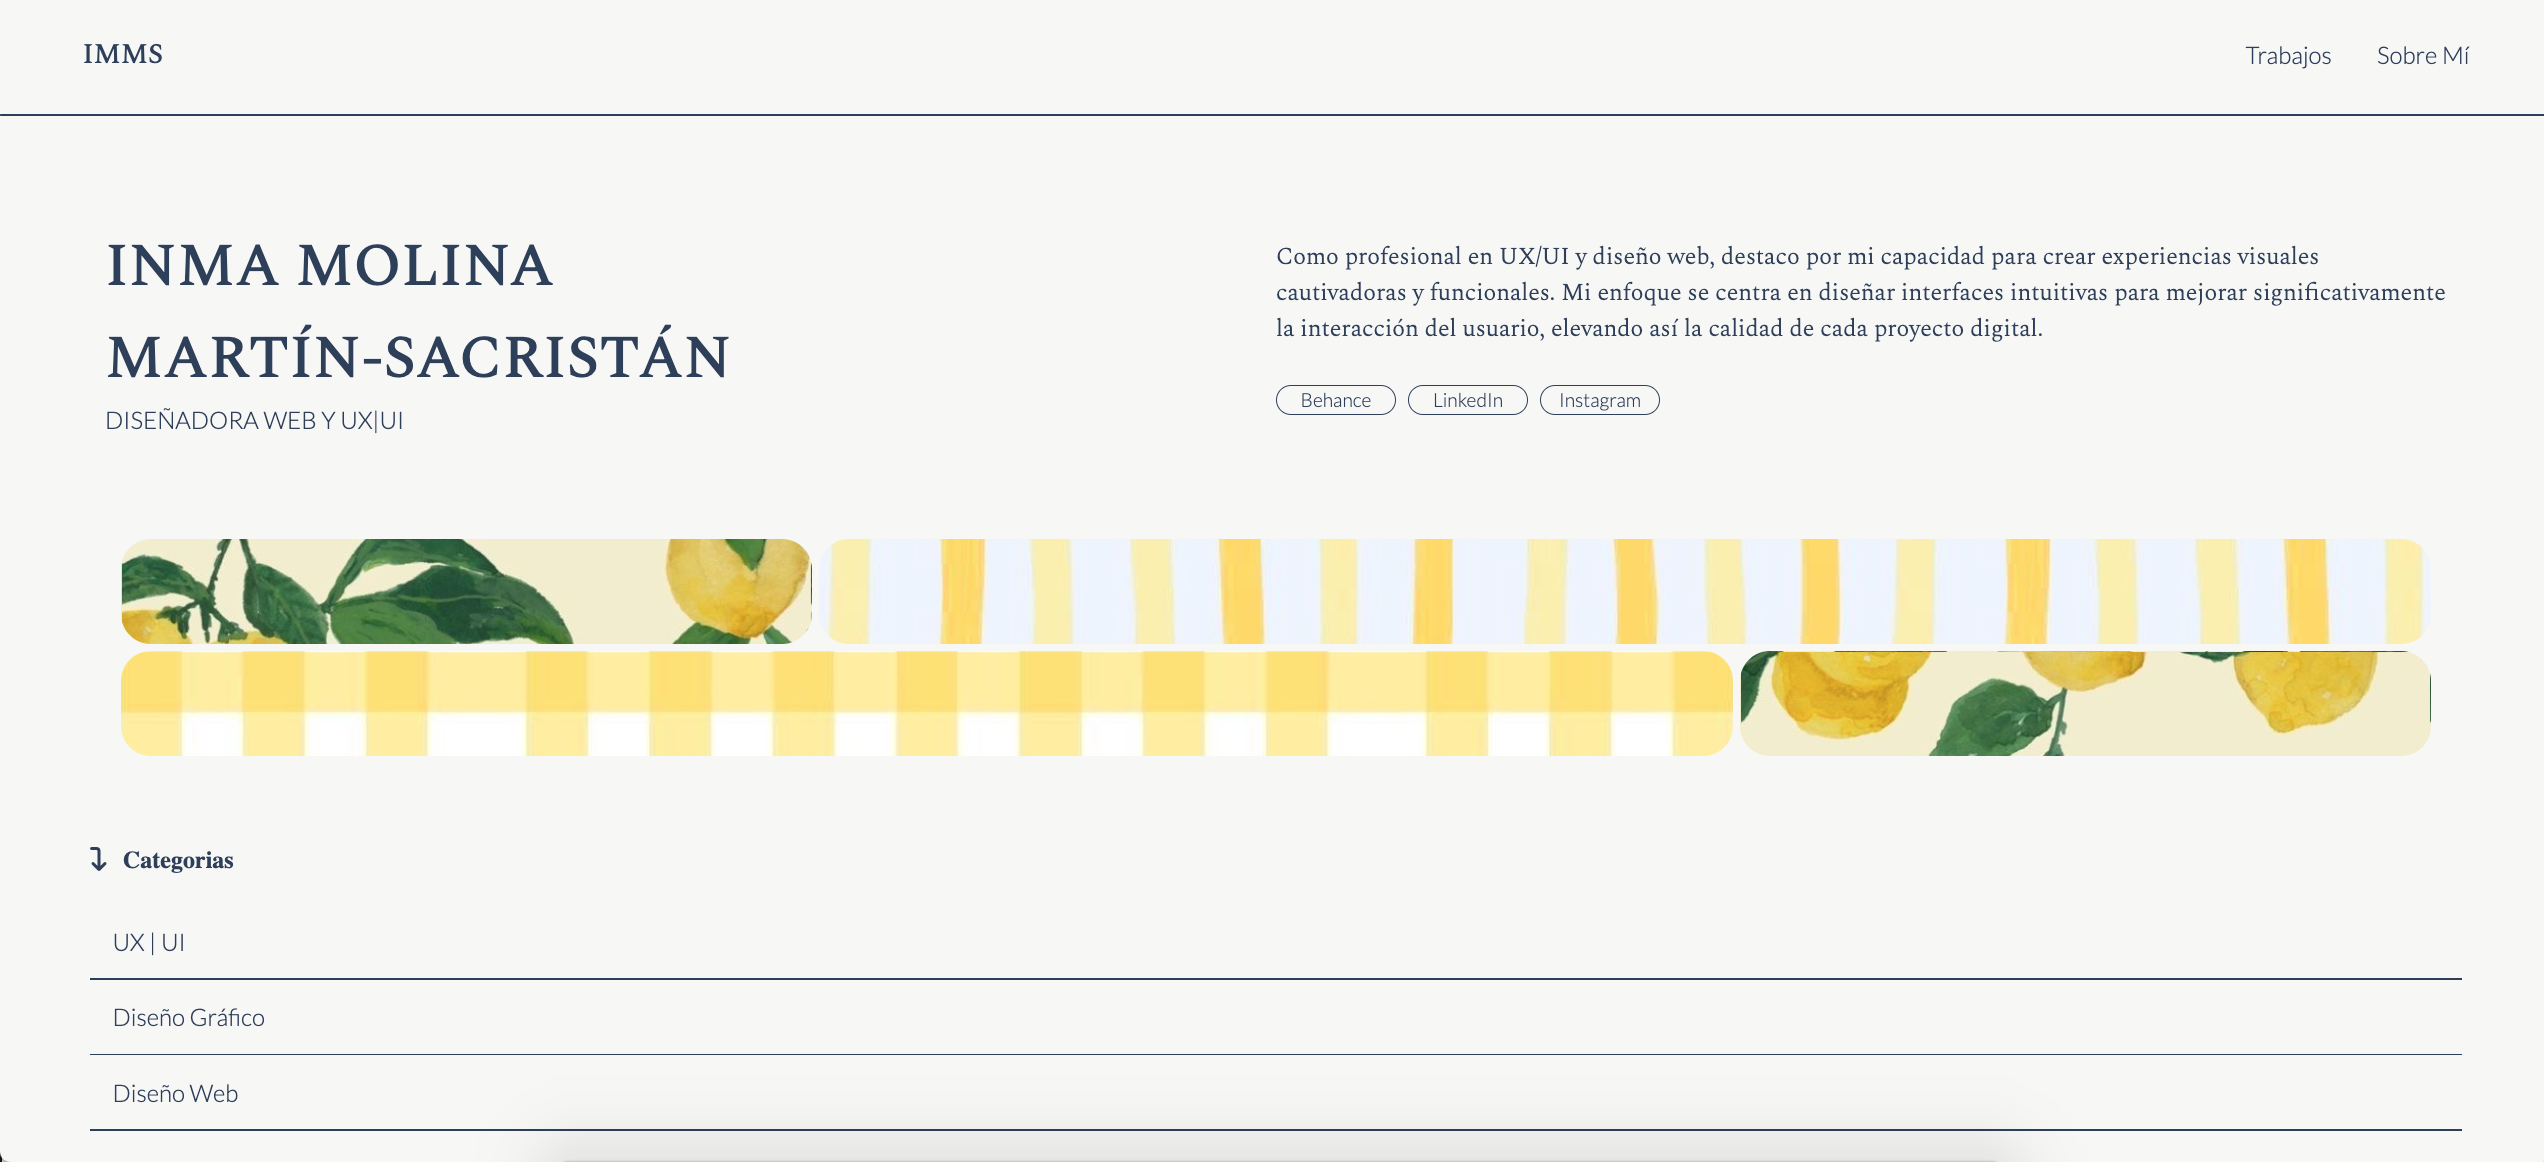 IMMS
Trabajos
Sobre Mí
INMA MOLINA
MARTÍN-SACRISTÁN
DISEÑADORA WEB Y UX|UI
Como profesional en UX/UI y diseño web, destaco por mi capacidad para crear experiencias visuales
cautivadoras y funcionales. Mi enfoque se centra en diseñar interfaces intuitivas para mejorar significativamente
la interacción del usuario, elevando así la calidad de cada proyecto digital.
Behance
LinkedIn
Instagram
Categorias
UX | UI
Diseño Gráfico
Diseño Web